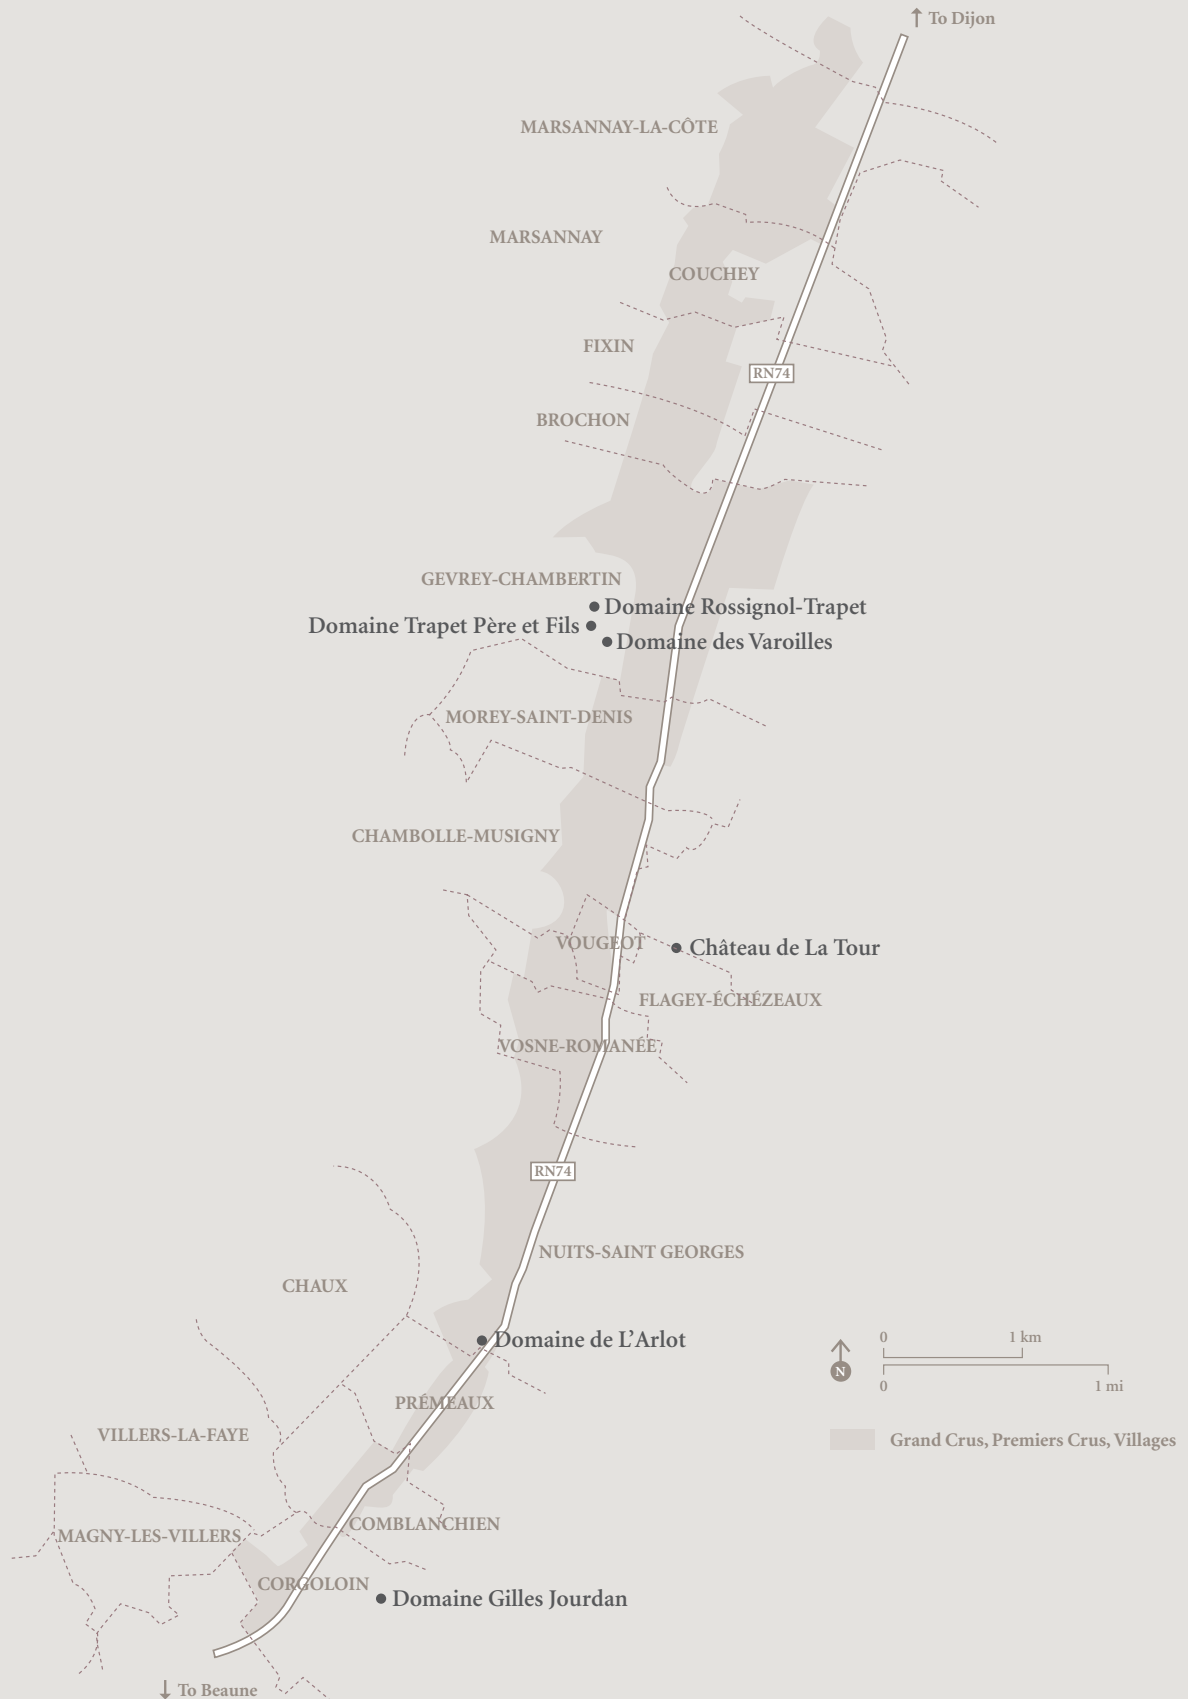 ↑ To Dijon
MARSANNAY-LA-CÔTE
MARSANNAY
COUCHEY
FIXIN
RN74
BROCHON
GEVREY-CHAMBERTIN
Domaine Rossignol-Trapet
Domaine Trapet Père et Fils
Domaine des Varoilles
MOREY-SAINT-DENIS
CHAMBOLLE-MUSIGNY
VOUGEOT
Château de La Tour
FLAGEY-ÉCHÉZEAUX
VOSNE-ROMANÉE
RN74
NUITS-SAINT GEORGES
CHAUX
Domaine de L’Arlot
0 1 km
N
0 1 mi
PRÉMEAUX
VILLERS-LA-FAYE
Grand Crus, Premiers Crus, Villages
COMBLANCHIEN
MAGNY-LES-VILLERS
CORGOLOIN
Domaine Gilles Jourdan
↓ To Beaune